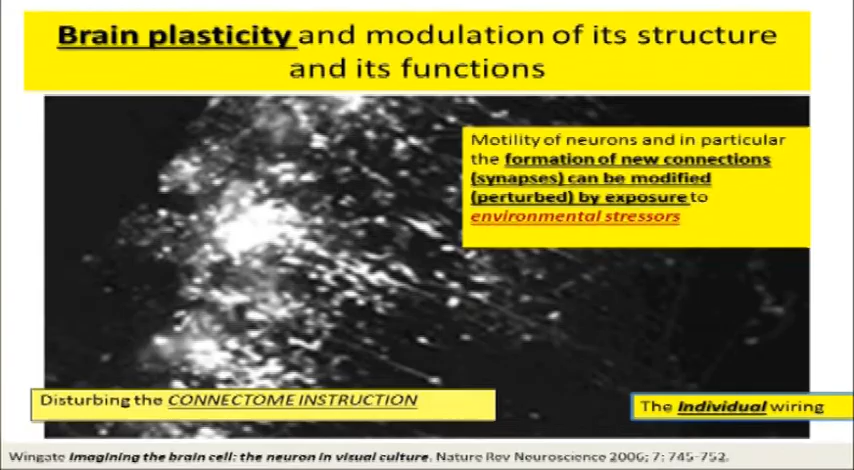 Brain plasticity and modulation of its structure
and its functions
Motility of neurons and in particular
the formation of new connections
(synapses) can be modified
(perturbed) by exposure to
environmental stressors
Disturbing the CONNECTOME INSTRUCTION
The Individual wiring
Wingate Imagining the brain cell: the neuron in visual culture. Nature Rev Neuroscience 2006; 7: 745-752.